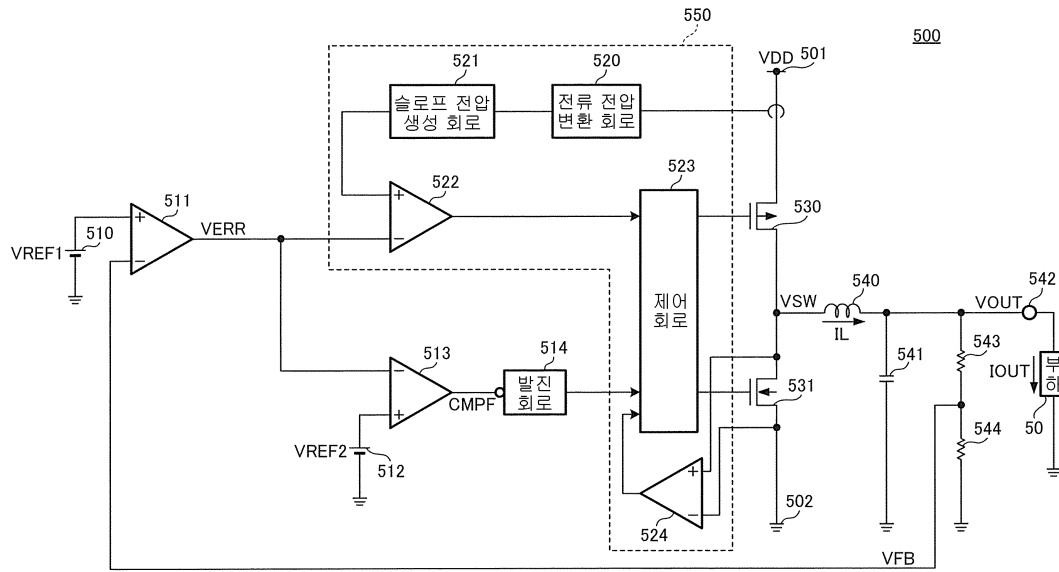 550
500
VDD
501
521
520
슬로프 전압
생성 회로
전류 전압
변환 회로
523
522
511
530
VREF1
510
VERR
제어
회로
VSW
540
VOUT
542
IL
513
514
발진
회로
CMPF
541
543
IOUT
부하
50
531
VREF2
512
544
524
502
VFB
+
−
+
−
−
+
+
−